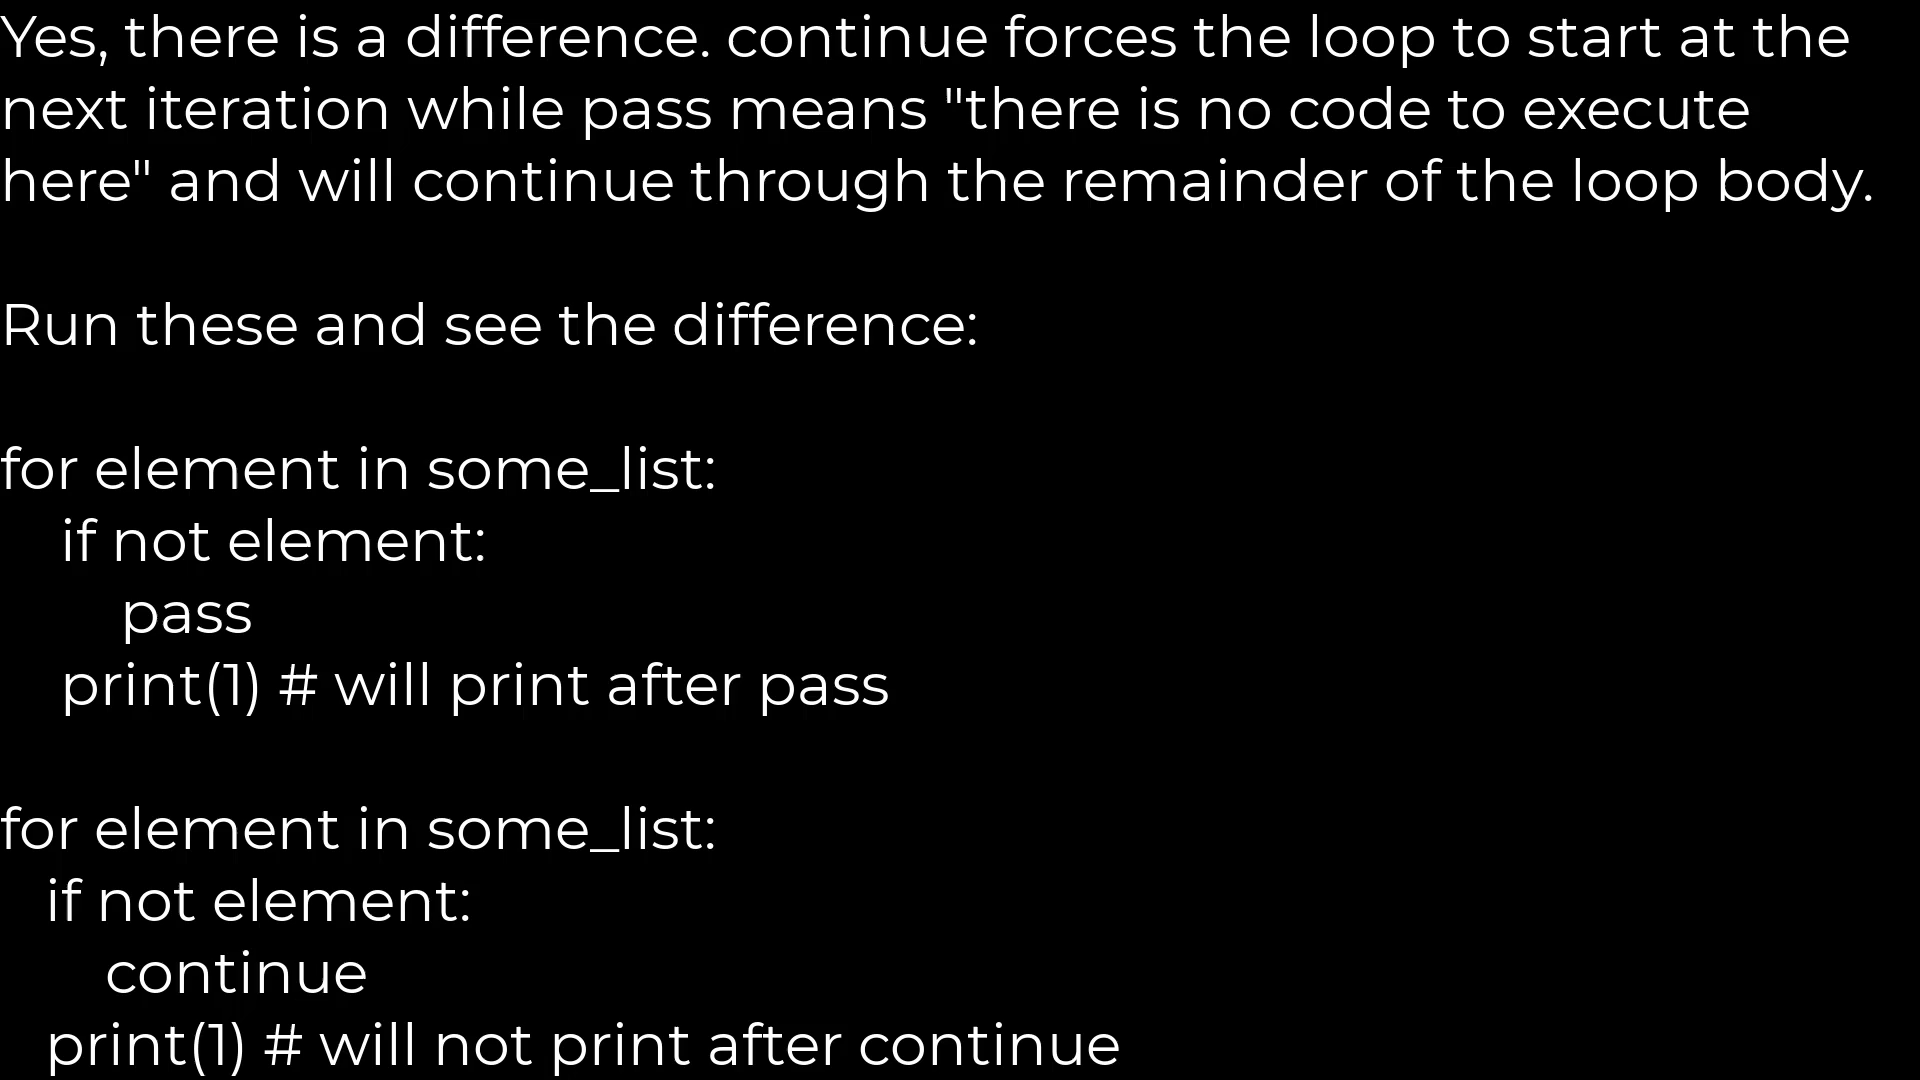 Yes, there is a difference. continue forces the loop to start at the
next iteration while pass means "there is no code to execute
here" and will continue through the remainder of the loop body.

Run these and see the difference:

for element in some_list:
    if not element:
        pass
    print(1) # will print after pass

for element in some_list:
   if not element:
       continue
   print(1) # will not print after continue